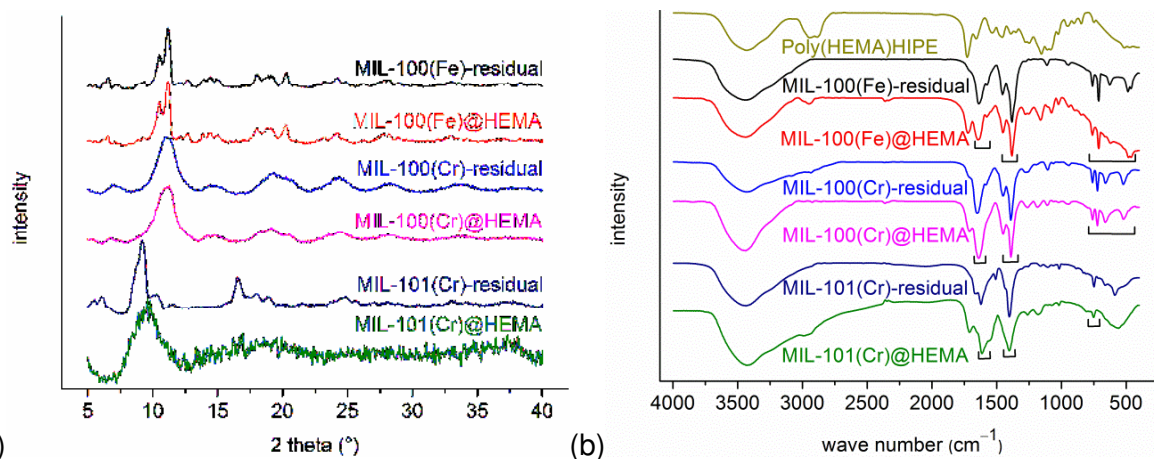 MIL-100(Fe)-residual
MIL-100(Fe)@HEMA
MIL-100(Cr)-residual
MIL-100(Cr)@HEMA
MIL-101(Cr)-residual
MIL-101(Cr)@HEMA
intensity
5 10 15 20 25 30 35 40
2 theta (°)
)
(b)
Poly(HEMA)HIPE
MIL-100(Fe)-residual
MIL-100(Fe)@HEMA
MIL-100(Cr)-residual
MIL-100(Cr)@HEMA
MIL-101(Cr)-residual
MIL-101(Cr)@HEMA
intensity
4000 3500 3000 2500 2000 1500 1000 500
wave number (cm⁻¹)